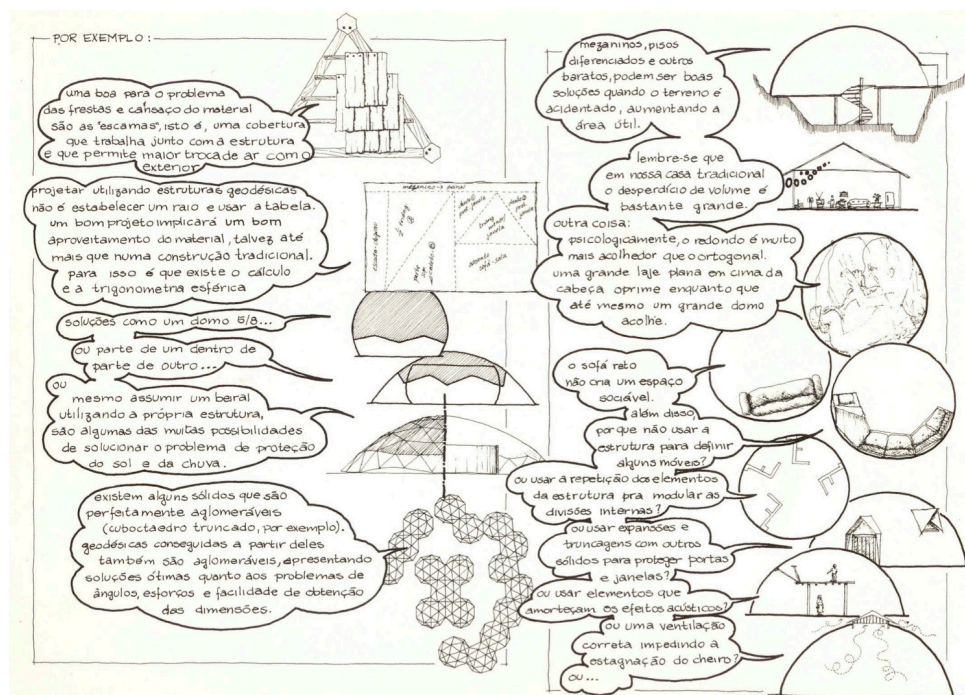 POR EXEMPLO:
uma boa para o problema
das frestas e cansaço do material
são as "escamas", isto é, uma cobertura
que trabalha junto com a estrutura
e que permite maior troca de ar com o
exterior
projetar utilizando estruturas geodésicas
não é estabelecer um raio e usar a tabela.
um bom projeto implicará um bom
aproveitamento do material, talvez até
mais que numa construção tradicional.
para isso é que existe o cálculo
e a trigonometria esférica
soluções como um domo 5/8...
ou parte de um dentro de
parte de outro...
ou
mesmo assumir um beiral
utilizando a própria estrutura,
são algumas das muitas possibilidades
de solucionar o problema de proteção
do sol e da chuva.
existem alguns sólidos que são
perfeitamente aglomeráveis
(cuboctaedro truncado, por exemplo).
geodésicas conseguidas a partir deles
também são aglomeráveis, apresentando
soluções ótimas quanto aos problemas de
ângulos, esforços e facilidade de obtenção
das dimensões.
mezaninos, pisos
diferenciados e outros
baratos, podem ser boas
soluções quando o terreno é
acidentado, aumentando a
área útil.
lembre-se que
em nossa casa tradicional
o desperdício de volume é
bastante grande.
outra coisa:
psicologicamente, o redondo é muito
mais acolhedor que o ortogonal.
uma grande laje plana em cima da
cabeça oprime enquanto que
até mesmo um grande domo
acolhe.
o sofá reto
não cria um espaço
sociável.
além disso,
por que não usar a
estrutura para definir
alguns móveis?
ou usar a repetição dos elementos
da estrutura pra modular as
divisões internas?
ou usar expansões e
truncagens com outros
sólidos para proteger portas
e janelas?
ou usar elementos que
amorteçam os efeitos acústicos?
ou uma ventilação
correta impedindo a
estagnação do cheiro?
ou...